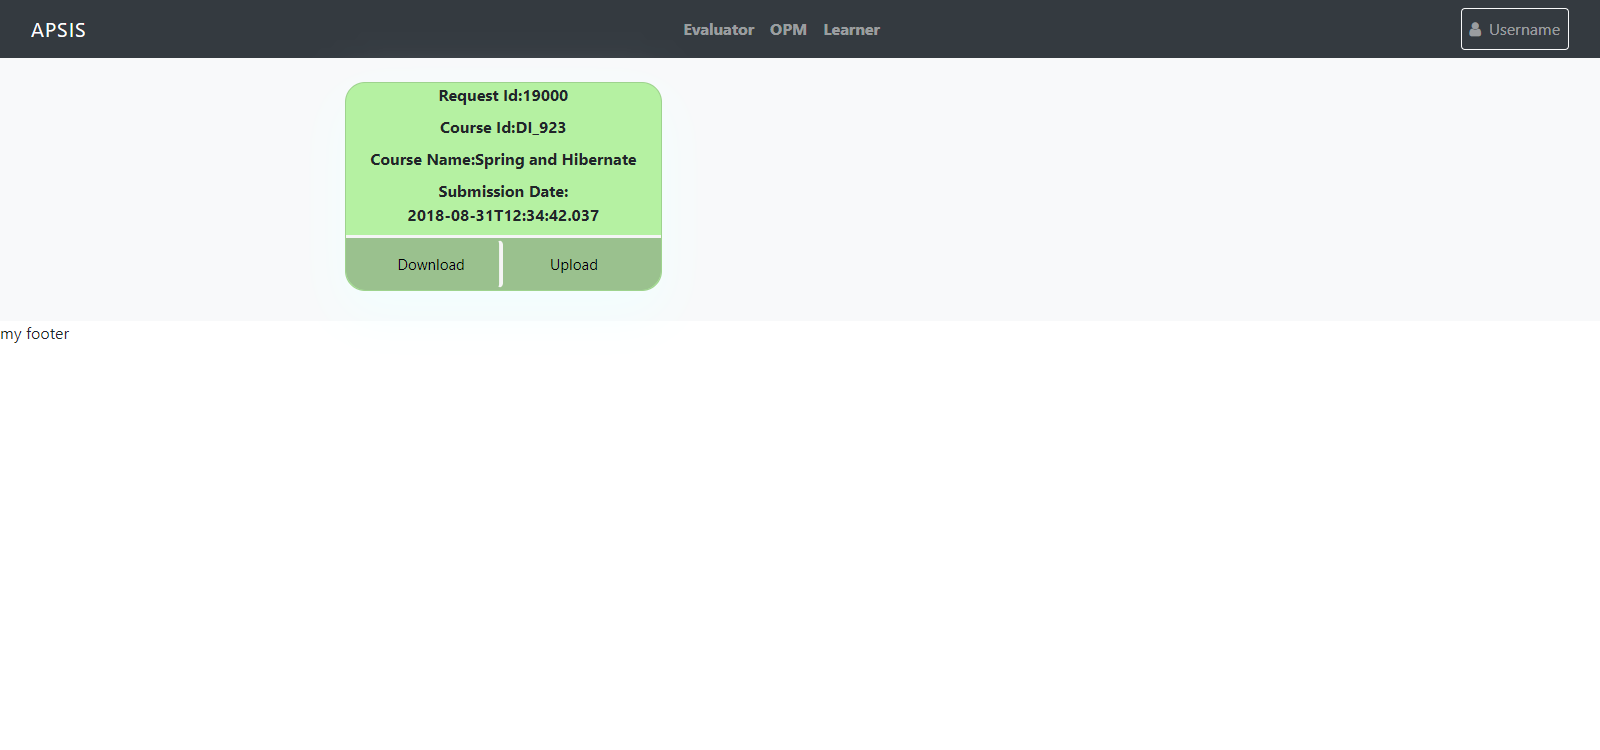 APSIS
Evaluator OPM Learner
Username
Request Id:19000
Course Id:DI_923
Course Name:Spring and Hibernate
Submission Date:
2018-08-31T12:34:42.037
Download Upload
my footer